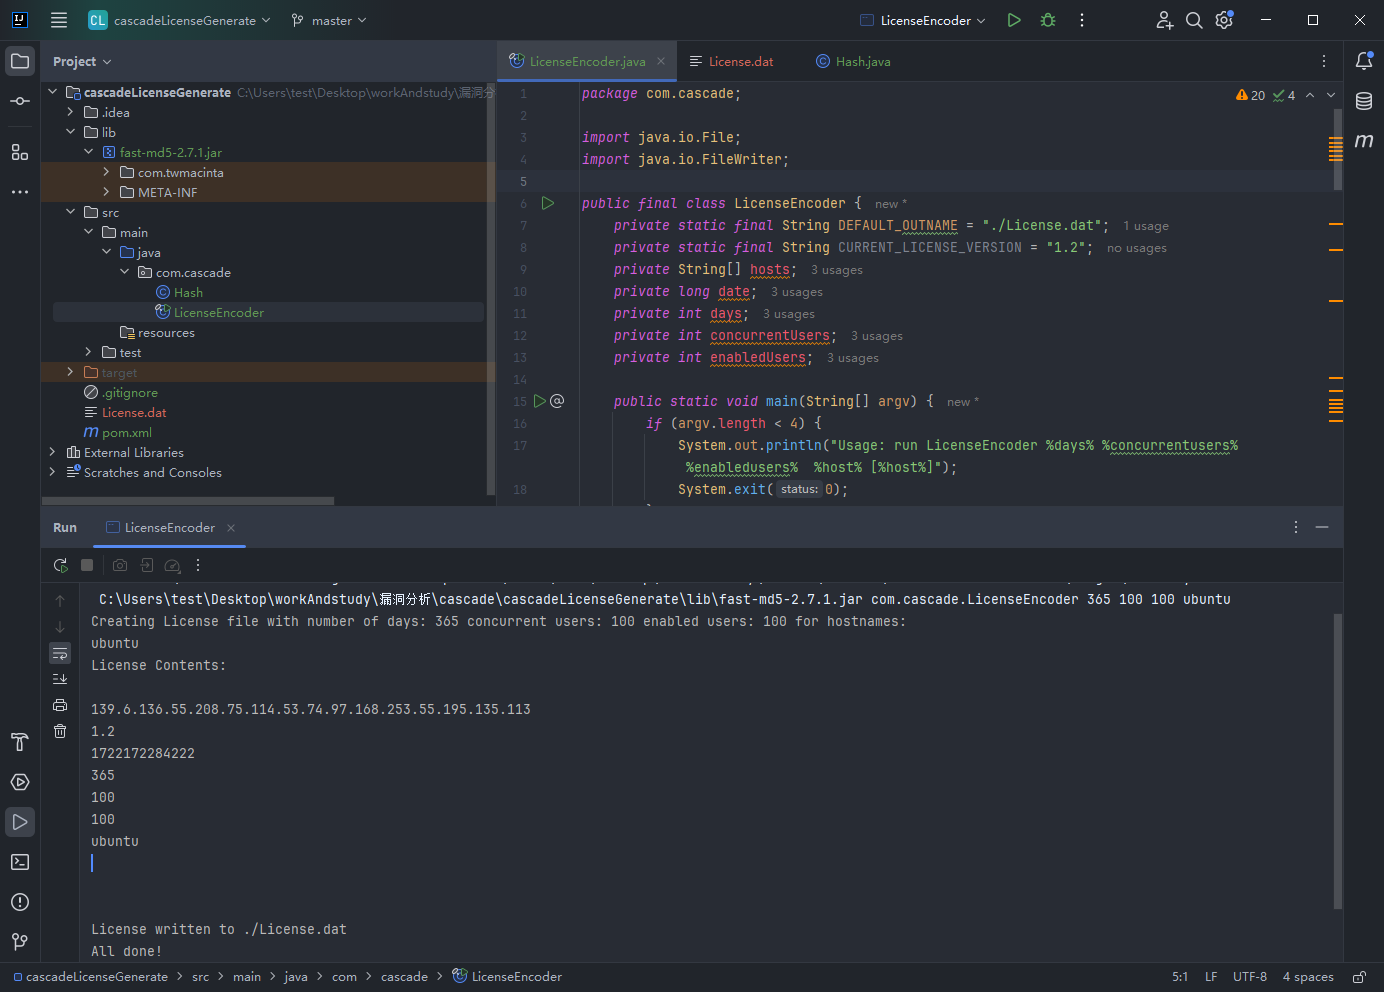 CL cascadeLicenseGenerate master LicenseEncoder
Project
cascadeLicenseGenerate C:\Users\test\Desktop\workAndstudy\漏洞分
.idea
lib
fast-md5-2.7.1.jar
com.twmacinta
META-INF
src
main
java
com.cascade
Hash
LicenseEncoder
resources
test
target
.gitignore
License.dat
pom.xml
External Libraries
Scratches and Consoles
LicenseEncoder.java License.dat Hash.java
20 4
1 package com.cascade;
2
3 import java.io.File;
4 import java.io.FileWriter;
5
6 public final class LicenseEncoder { new *
7 private static final String DEFAULT_OUTNAME = "./License.dat"; 1 usage
8 private static final String CURRENT_LICENSE_VERSION = "1.2"; no usages
9 private String[] hosts; 3 usages
10 private long date; 3 usages
11 private int days; 3 usages
12 private int concurrentUsers; 3 usages
13 private int enabledUsers; 3 usages
14
15 public static void main(String[] argv) { new *
16 if (argv.length < 4) {
17 System.out.println("Usage: run LicenseEncoder %days% %concurrentusers%
%enabledusers%  %host% [%host%]");
18 System.exit( status: 0);
Run LicenseEncoder
C:\Users\test\Desktop\workAndstudy\漏洞分析\cascade\cascadeLicenseGenerate\lib\fast-md5-2.7.1.jar com.cascade.LicenseEncoder 365 100 100 ubuntu
Creating License file with number of days: 365 concurrent users: 100 enabled users: 100 for hostnames:
ubuntu
License Contents:
139.6.136.55.208.75.114.53.74.97.168.253.55.195.135.113
1.2
1722172284222
365
100
100
ubuntu
License written to ./License.dat
All done!
cascadeLicenseGenerate > src > main > java > com > cascade > LicenseEncoder
5:1 LF UTF-8 4 spaces